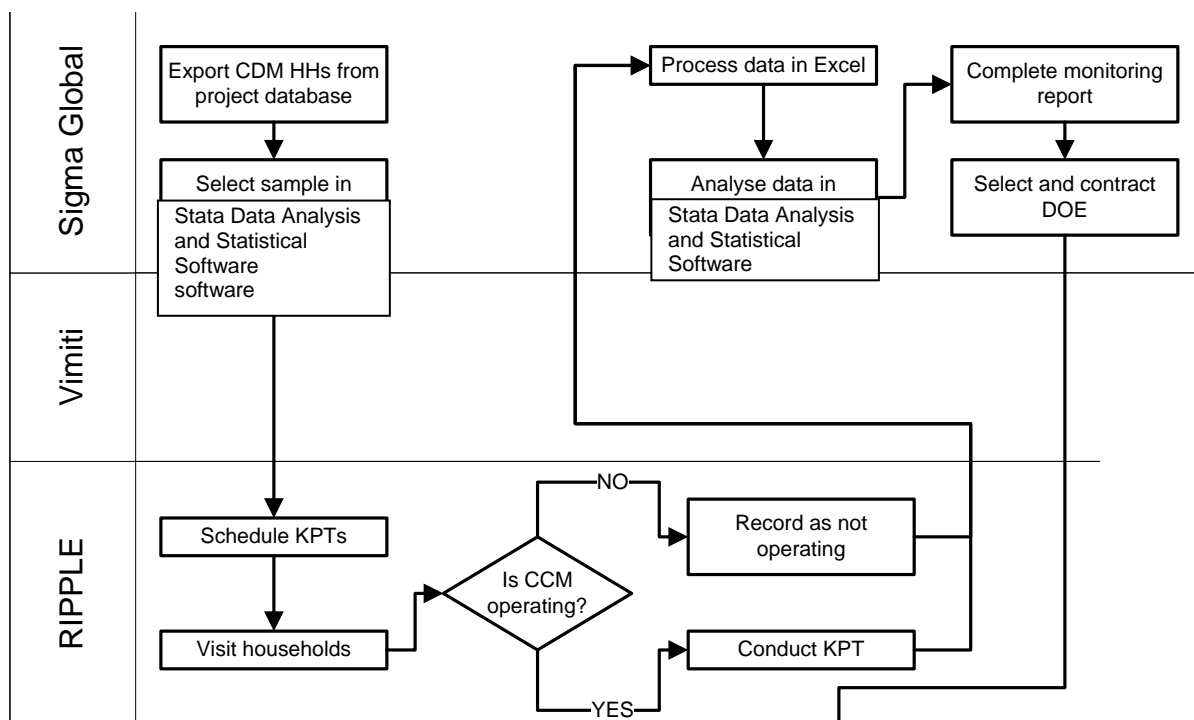 Sigma Global
Export CDM HHs from
project database
Select sample in
Stata Data Analysis
and Statistical
Software
software
Process data in Excel
Analyse data in
Stata Data Analysis
and Statistical
Software
Complete monitoring
report
Select and contract
DOE
Vimiti
RIPPLE
Schedule KPTs
Visit households
Is CCM
operating?
NO
Record as not
operating
YES
Conduct KPT